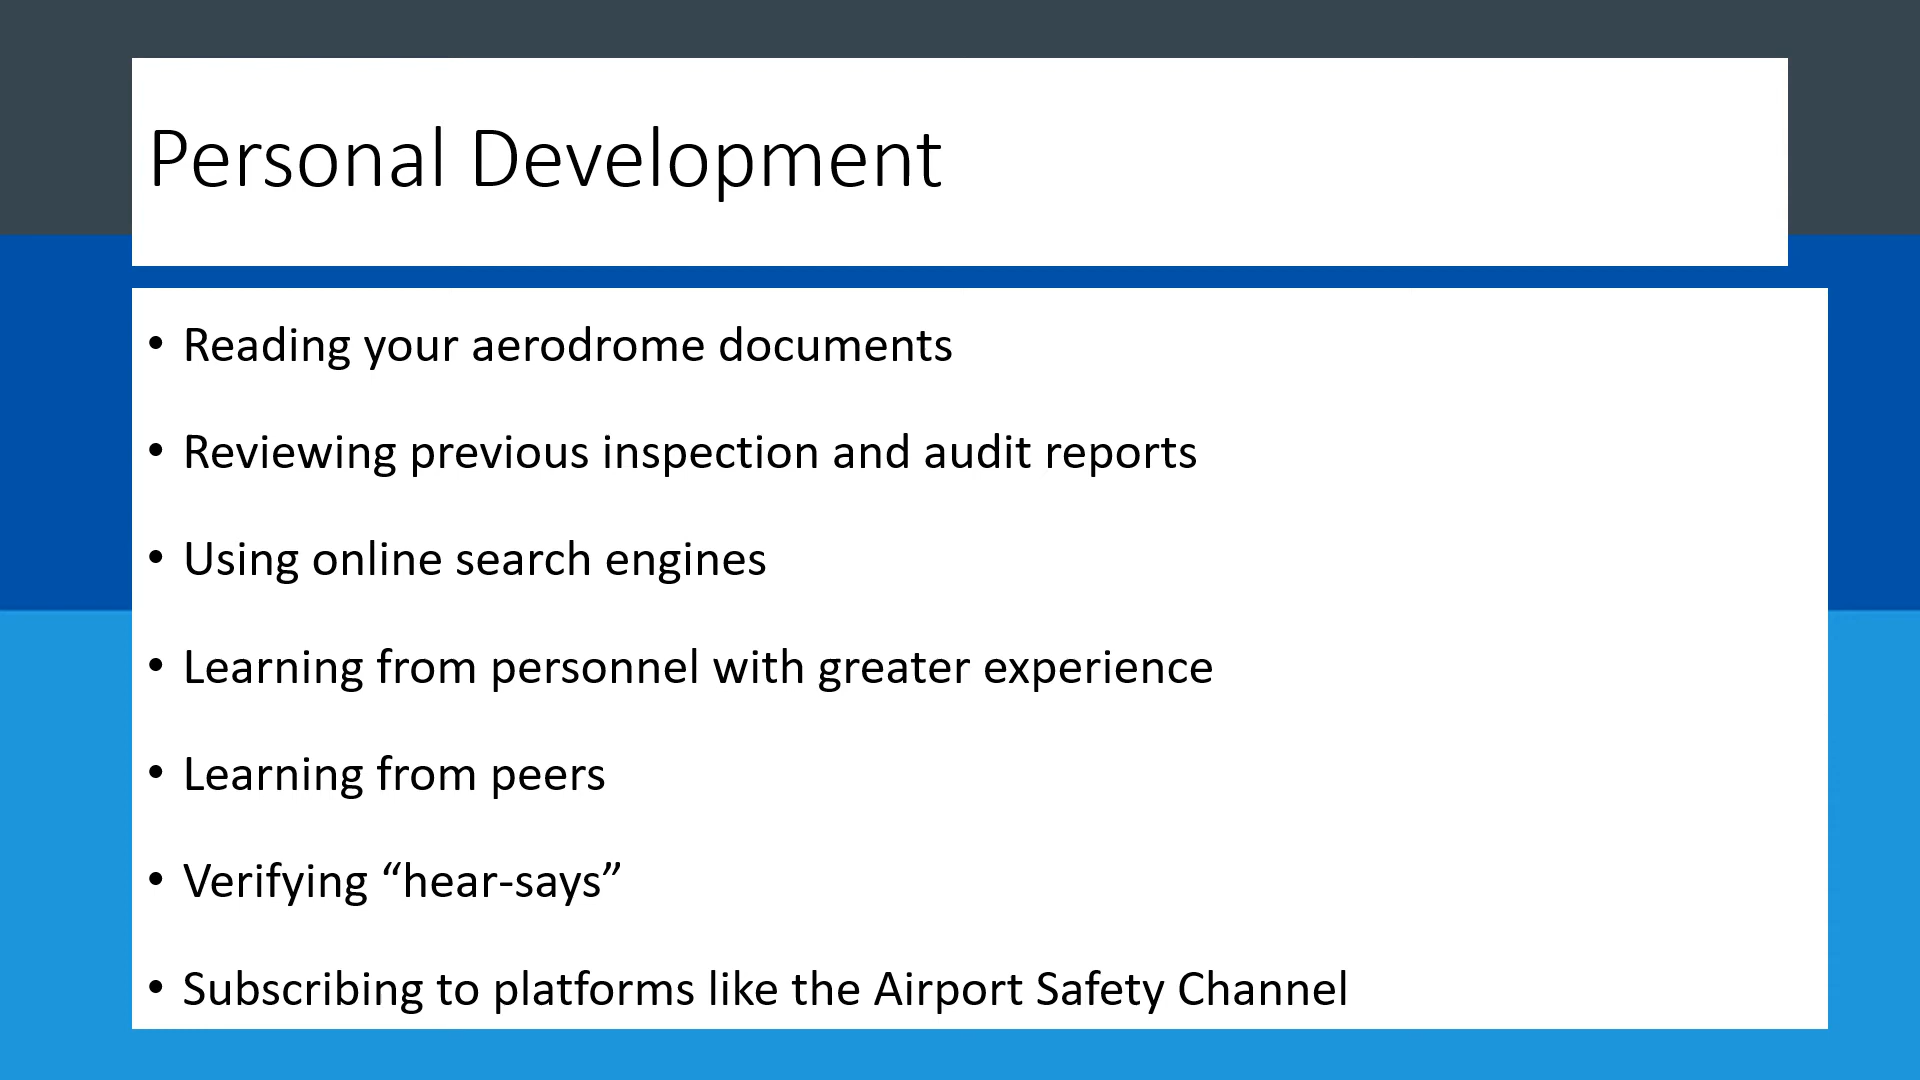 Personal Development
• Reading your aerodrome documents
• Reviewing previous inspection and audit reports
• Using online search engines
• Learning from personnel with greater experience
• Learning from peers
• Verifying “hear-says”
• Subscribing to platforms like the Airport Safety Channel